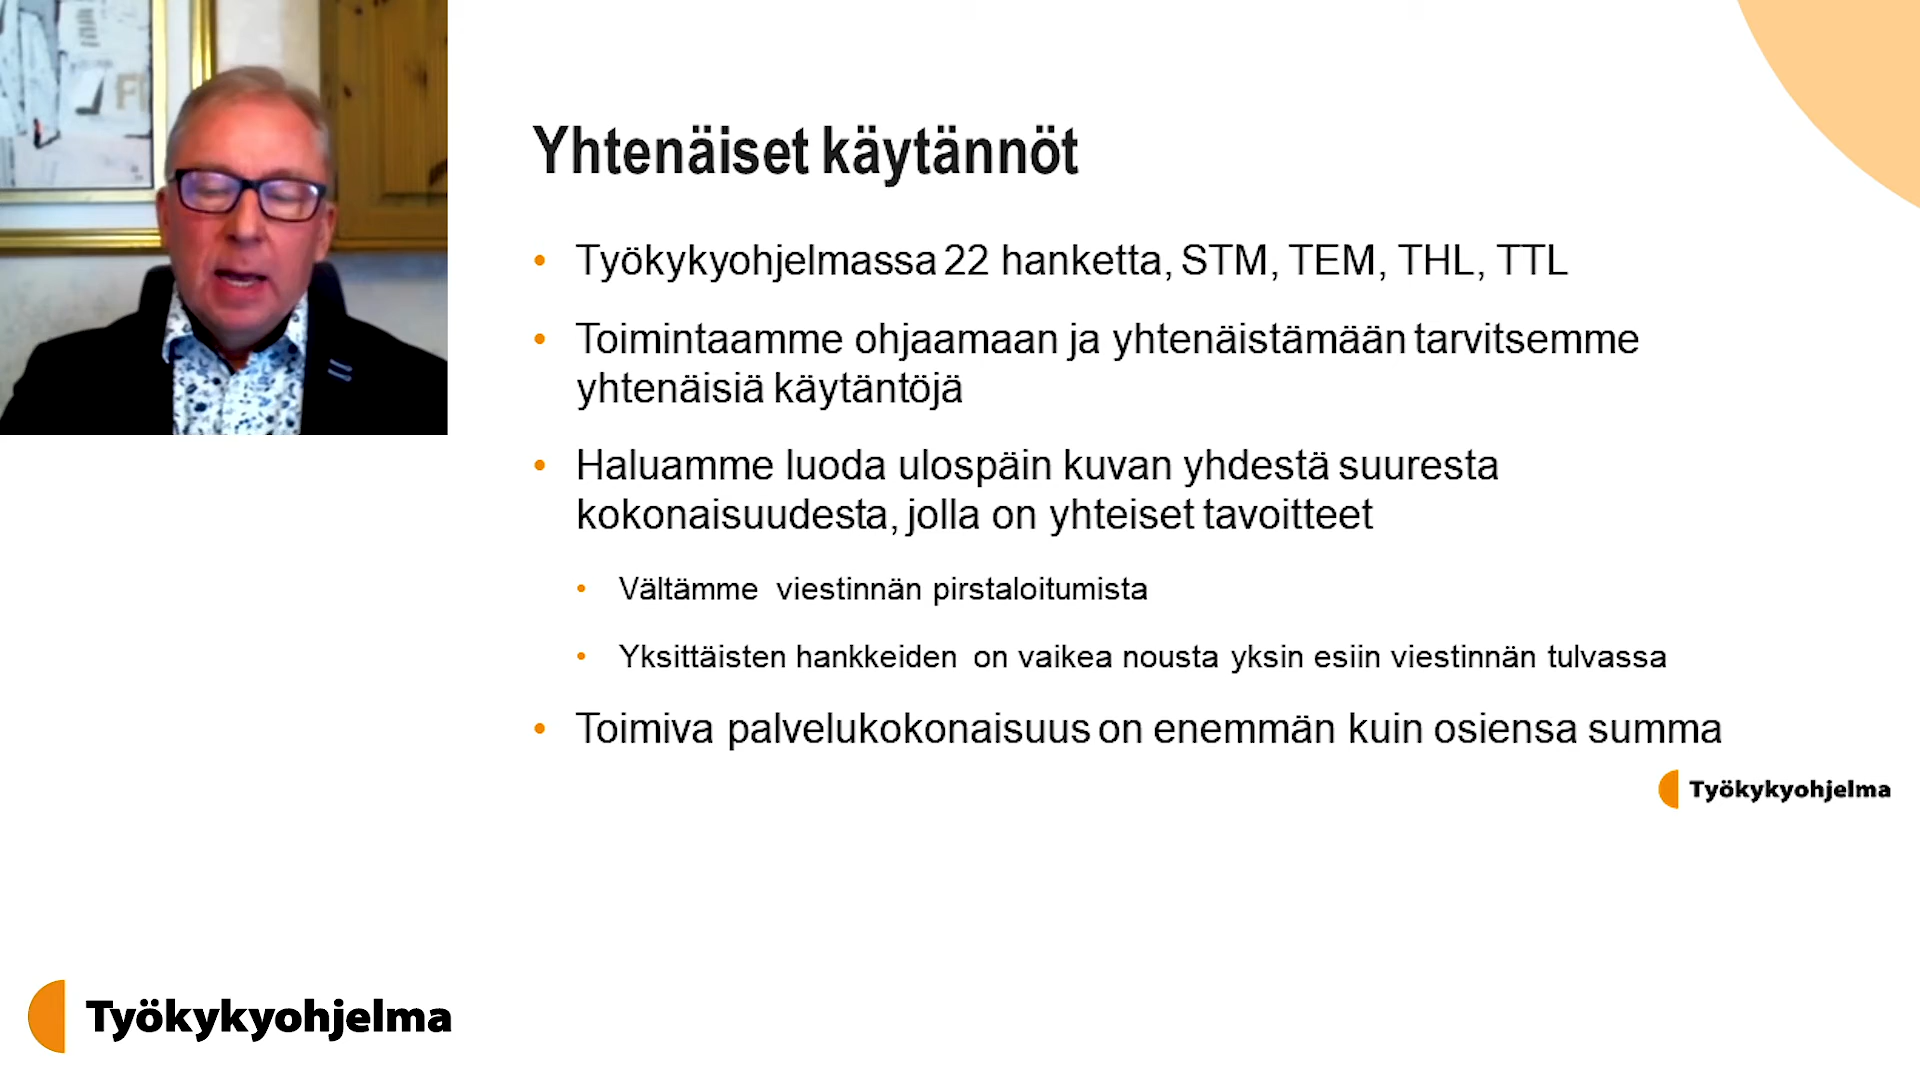 Yhtenäiset käytännöt
• Työkykyohjelmassa 22 hanketta, STM, TEM, THL, TTL
• Toimintaamme ohjaamaan ja yhtenäistämään tarvitsemme
yhtenäisiä käytäntöjä
• Haluamme luoda ulospäin kuvan yhdestä suuresta
kokonaisuudesta, jolla on yhteiset tavoitteet
• Vältämme viestinnän pirstaloitumista
• Yksittäisten hankkeiden on vaikea nousta yksin esiin viestinnän tulvassa
• Toimiva palvelukokonaisuus on enemmän kuin osiensa summa
Työkykyohjelma
Työkykyohjelma